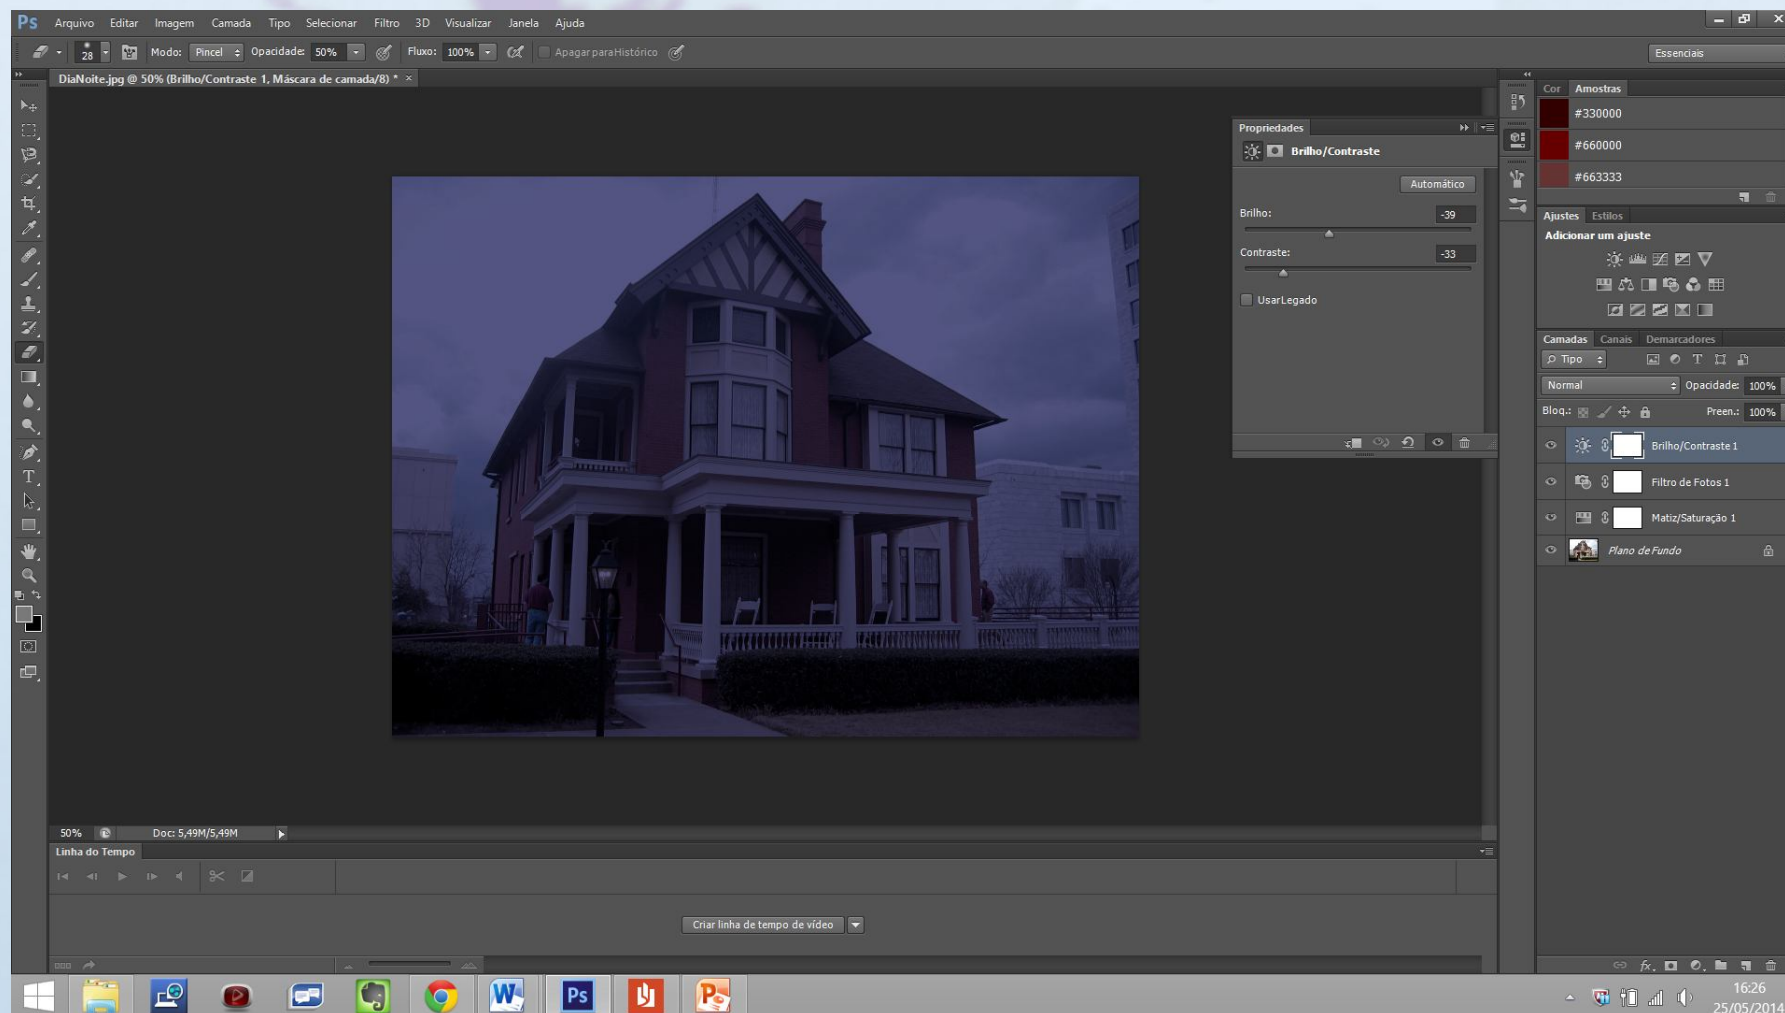 Ps Arquivo Editar Imagem Camada Tipo Selecionar Filtro 3D Visualizar Janela Ajuda
28 Modo: Pincel Opacidade: 50% Fluxo: 100% Apagar para Histórico Essenciais
DiaNoite.jpg @ 50% (Brilho/Contraste 1, Máscara de camada/8) * ×
Propriedades
Brilho/Contraste
Automático
Brilho: -39
Contraste: -33
Usar Legado
Cor Amostras
#330000
#660000
#663333
Ajustes Estilos
Adicionar um ajuste
Camadas Canais Demarcadores
Tipo
Normal Opacidade: 100%
Bloq.: Preen.: 100%
Brilho/Contraste 1
Filtro de Fotos 1
Matiz/Saturação 1
Plano de Fundo
fx.
50% Doc: 5,49M/5,49M
Linha do Tempo
Criar linha de tempo de vídeo
W Ps P
16:26
25/05/2014